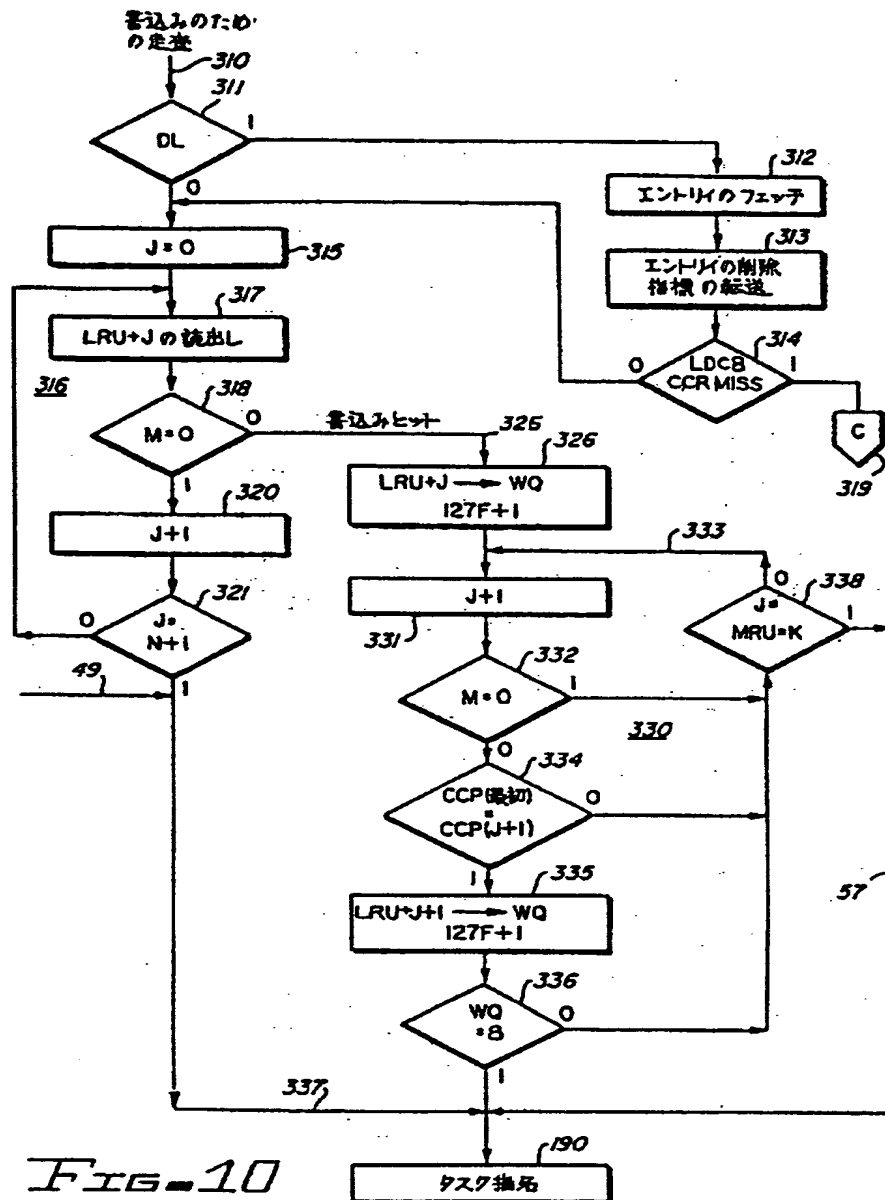 書込みのため
の走査
310
311
DL
1
0
312
エントリイのフェッチ
313
エントリイの削除
指標の転送
314
LDCB
CCR MISS
0
1
C
319
J=0
315
317
LRU+Jの読出し
316
318
M=0
0
1
書込みヒット
325
326
LRU+J → WQ
127F+1
320
J+1
321
J=
N+1
0
1
49
333
J+1
331
338
J=
MRU=K
0
1
332
M=0
1
0
330
334
CCP(最初)
=
CCP(J+1)
0
1
335
LRU+J+1 → WQ
127F+1
57
336
WQ
=8
0
1
337
190
タスク指名
FIG-10